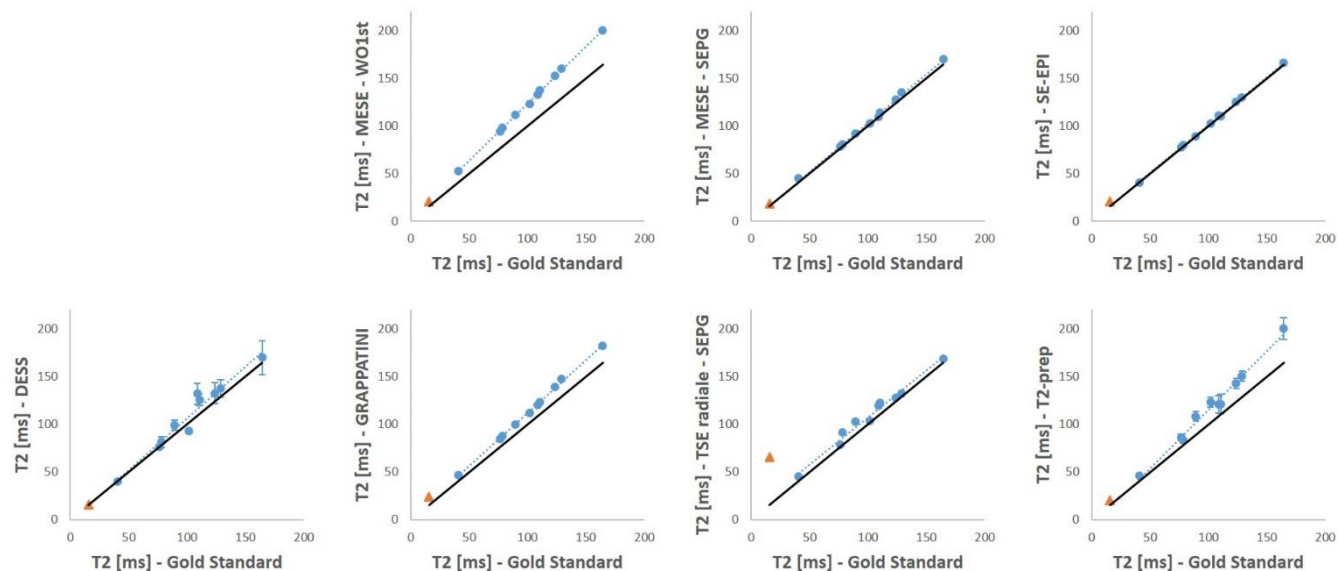 T2 [ms] - MESE - WO1st
200
150
100
50
0
0 50 100 150 200
T2 [ms] - Gold Standard
T2 [ms] - MESE - SEPG
200
150
100
50
0
0 50 100 150 200
T2 [ms] - Gold Standard
T2 [ms] - SE-EPI
200
150
100
50
0
0 50 100 150 200
T2 [ms] - Gold Standard
T2 [ms] - DESS
200
150
100
50
0
0 50 100 150 200
T2 [ms] - Gold Standard
T2 [ms] - GRAPPATINI
200
150
100
50
0
0 50 100 150 200
T2 [ms] - Gold Standard
T2 [ms] - TSE radiale - SEPG
200
150
100
50
0
0 50 100 150 200
T2 [ms] - Gold Standard
T2 [ms] - T2-prep
200
150
100
50
0
0 50 100 150 200
T2 [ms] - Gold Standard